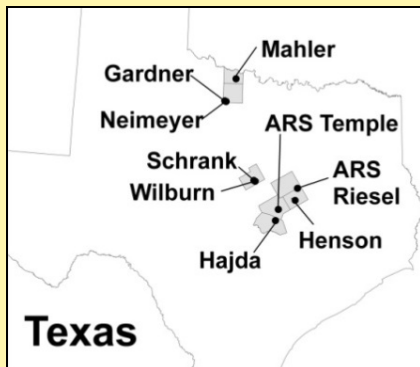 Mahler
Gardner
Neimeyer
ARS Temple
Schrank
ARS
Riesel
Wilburn
Henson
Hajda
Texas